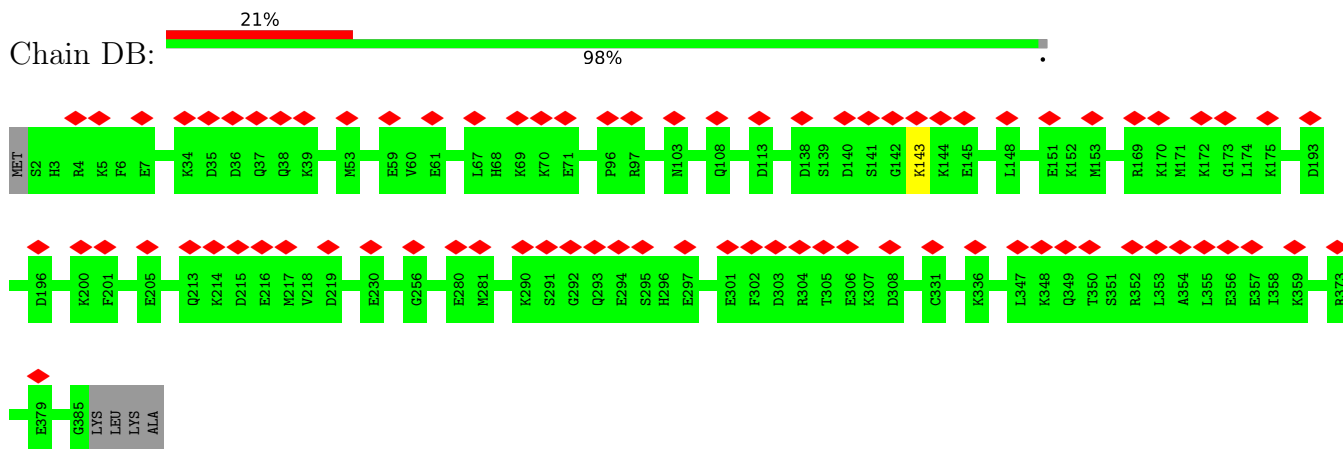 21%
Chain DB:
98%
.
MET S2 H3 R4 K5 F6 E7 K34 D35 D36 Q37 Q38 K39 M53 E59 V60 E61 L67 H68 K69 K70 E71 P96 R97 N103 Q108 D113 D138 S139 D140 S141 G142 K143 K144 E145 L148 E151 K152 M153 R169 K170 M171 K172 G173 L174 K175 D193
D196 K200 F201 E205 Q213 K214 D215 E216 M217 V218 D219 E230 G256 E280 M281 K290 S291 G292 Q293 E294 S295 H296 E297 E301 F302 D303 R304 T305 E306 K307 D308 C331 K336 L347 K348 Q349 T350 S351 R352 L353 A354 L355 E356 E357 I358 K359 R373
E379 G385 LYS LEU LYS ALA